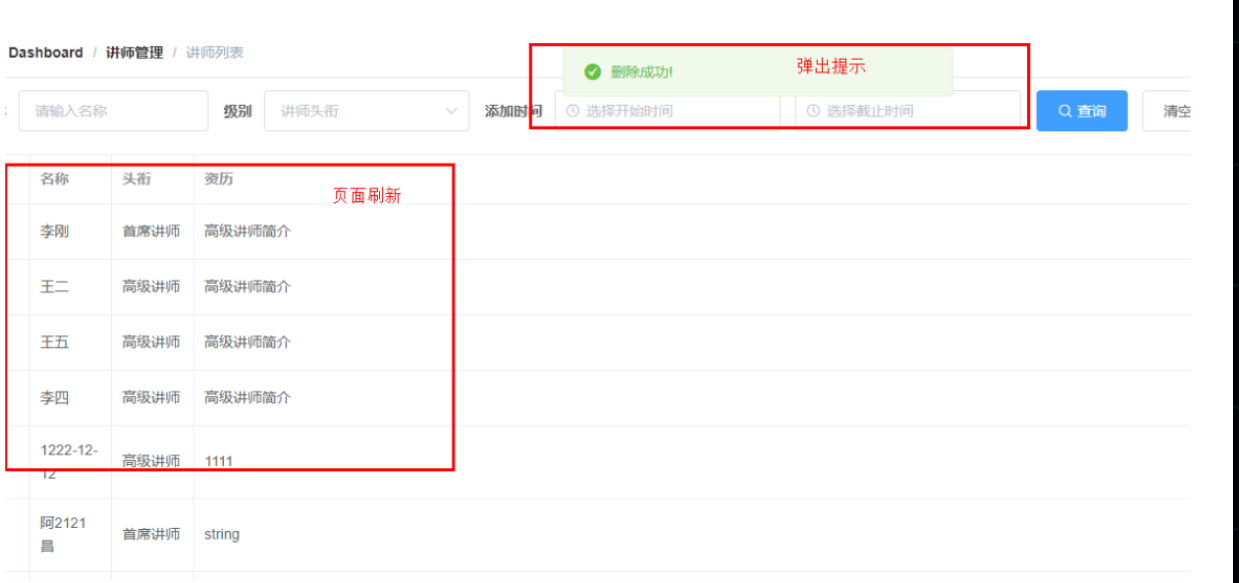 Dashboard / 讲师管理 / 讲师列表
删除成功!
弹出提示
请输入名称
级别
讲师头衔
添加时间
选择开始时间
选择截止时间
查询
清空
名称 头衔 资历
页面刷新
李刚 首席讲师 高级讲师简介
王二 高级讲师 高级讲师简介
王五 高级讲师 高级讲师简介
李四 高级讲师 高级讲师简介
1222-12-
12
高级讲师 1111
阿2121
昌
首席讲师 string